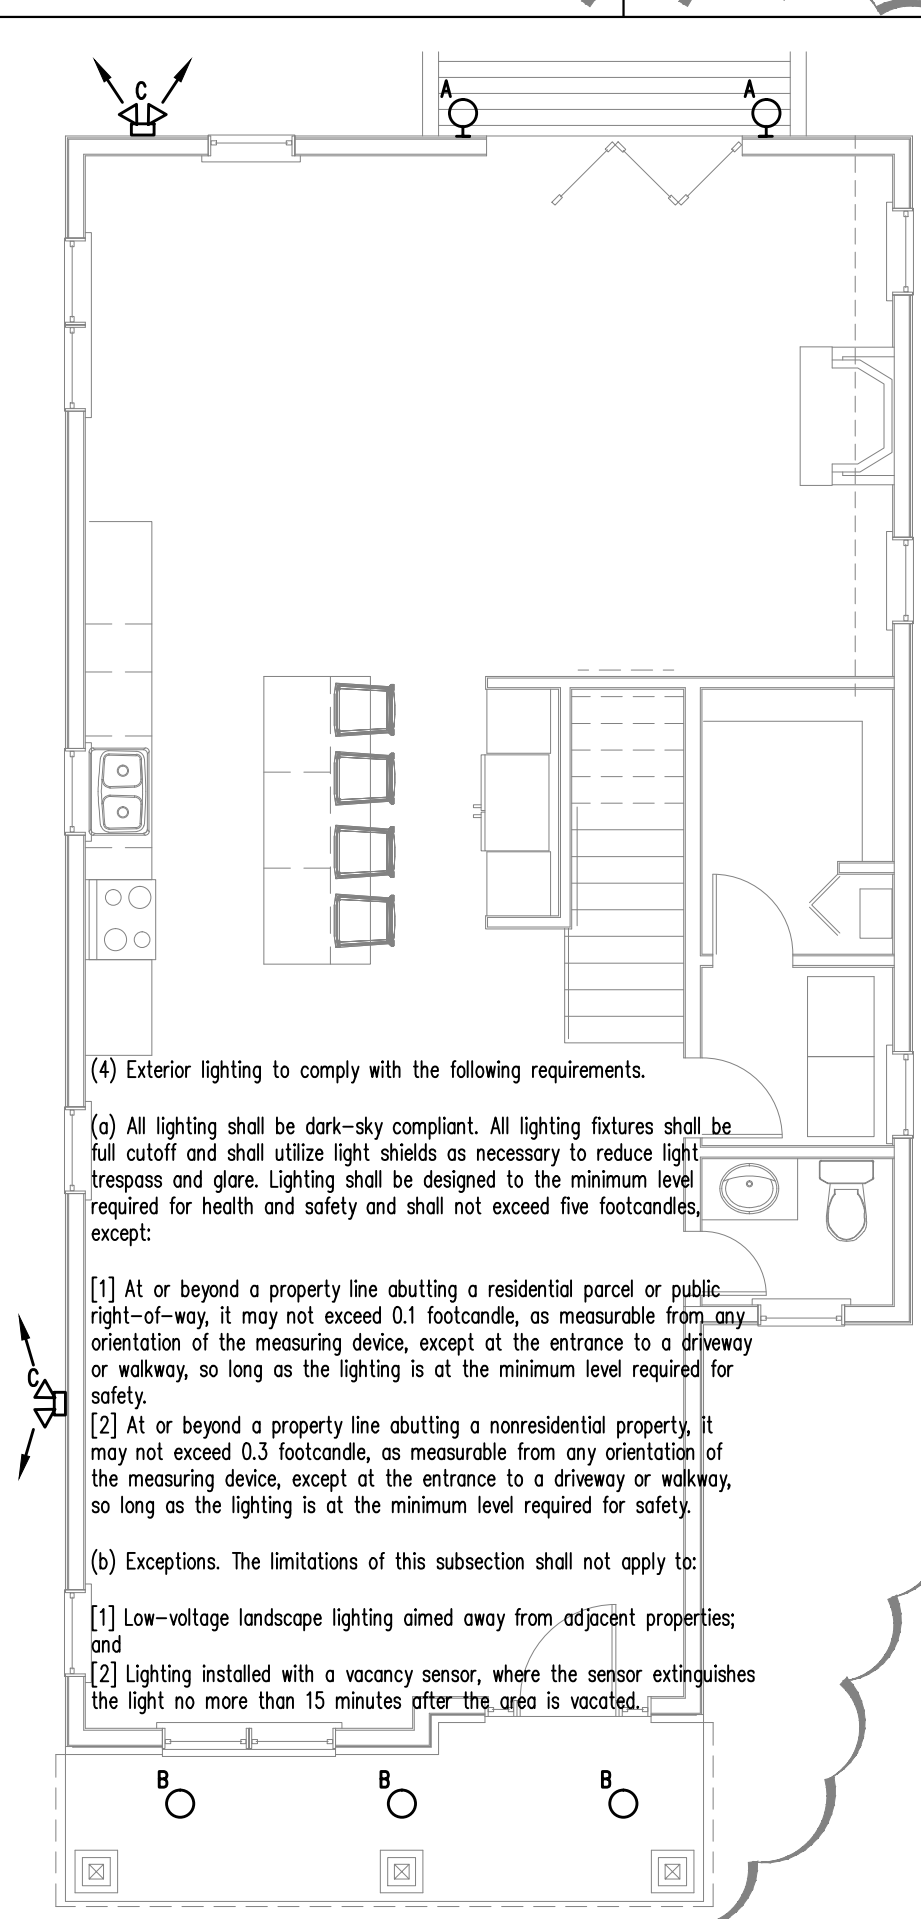 C
A
A
(4) Exterior lighting to comply with the following requirements.
(a) All lighting shall be dark-sky compliant. All lighting fixtures shall be
full cutoff and shall utilize light shields as necessary to reduce light
trespass and glare. Lighting shall be designed to the minimum level
required for health and safety and shall not exceed five footcandles,
except:
[1] At or beyond a property line abutting a residential parcel or public
right-of-way, it may not exceed 0.1 footcandle, as measurable from any
orientation of the measuring device, except at the entrance to a driveway
or walkway, so long as the lighting is at the minimum level required for
safety.
C
[2] At or beyond a property line abutting a nonresidential property, it
may not exceed 0.3 footcandle, as measurable from any orientation of
the measuring device, except at the entrance to a driveway or walkway,
so long as the lighting is at the minimum level required for safety.
(b) Exceptions. The limitations of this subsection shall not apply to:
[1] Low-voltage landscape lighting aimed away from adjacent properties;
and
[2] Lighting installed with a vacancy sensor, where the sensor extinguishes
the light no more than 15 minutes after the area is vacated.
B
B
B